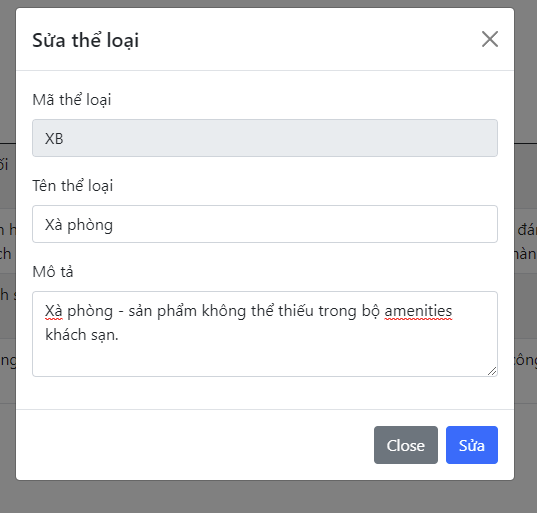 Sửa thể loại
Mã thể loại
XB
Tên thể loại
Xà phòng
Mô tả
Xà phòng - sản phẩm không thể thiếu trong bộ amenities
khách sạn.
Close Sửa